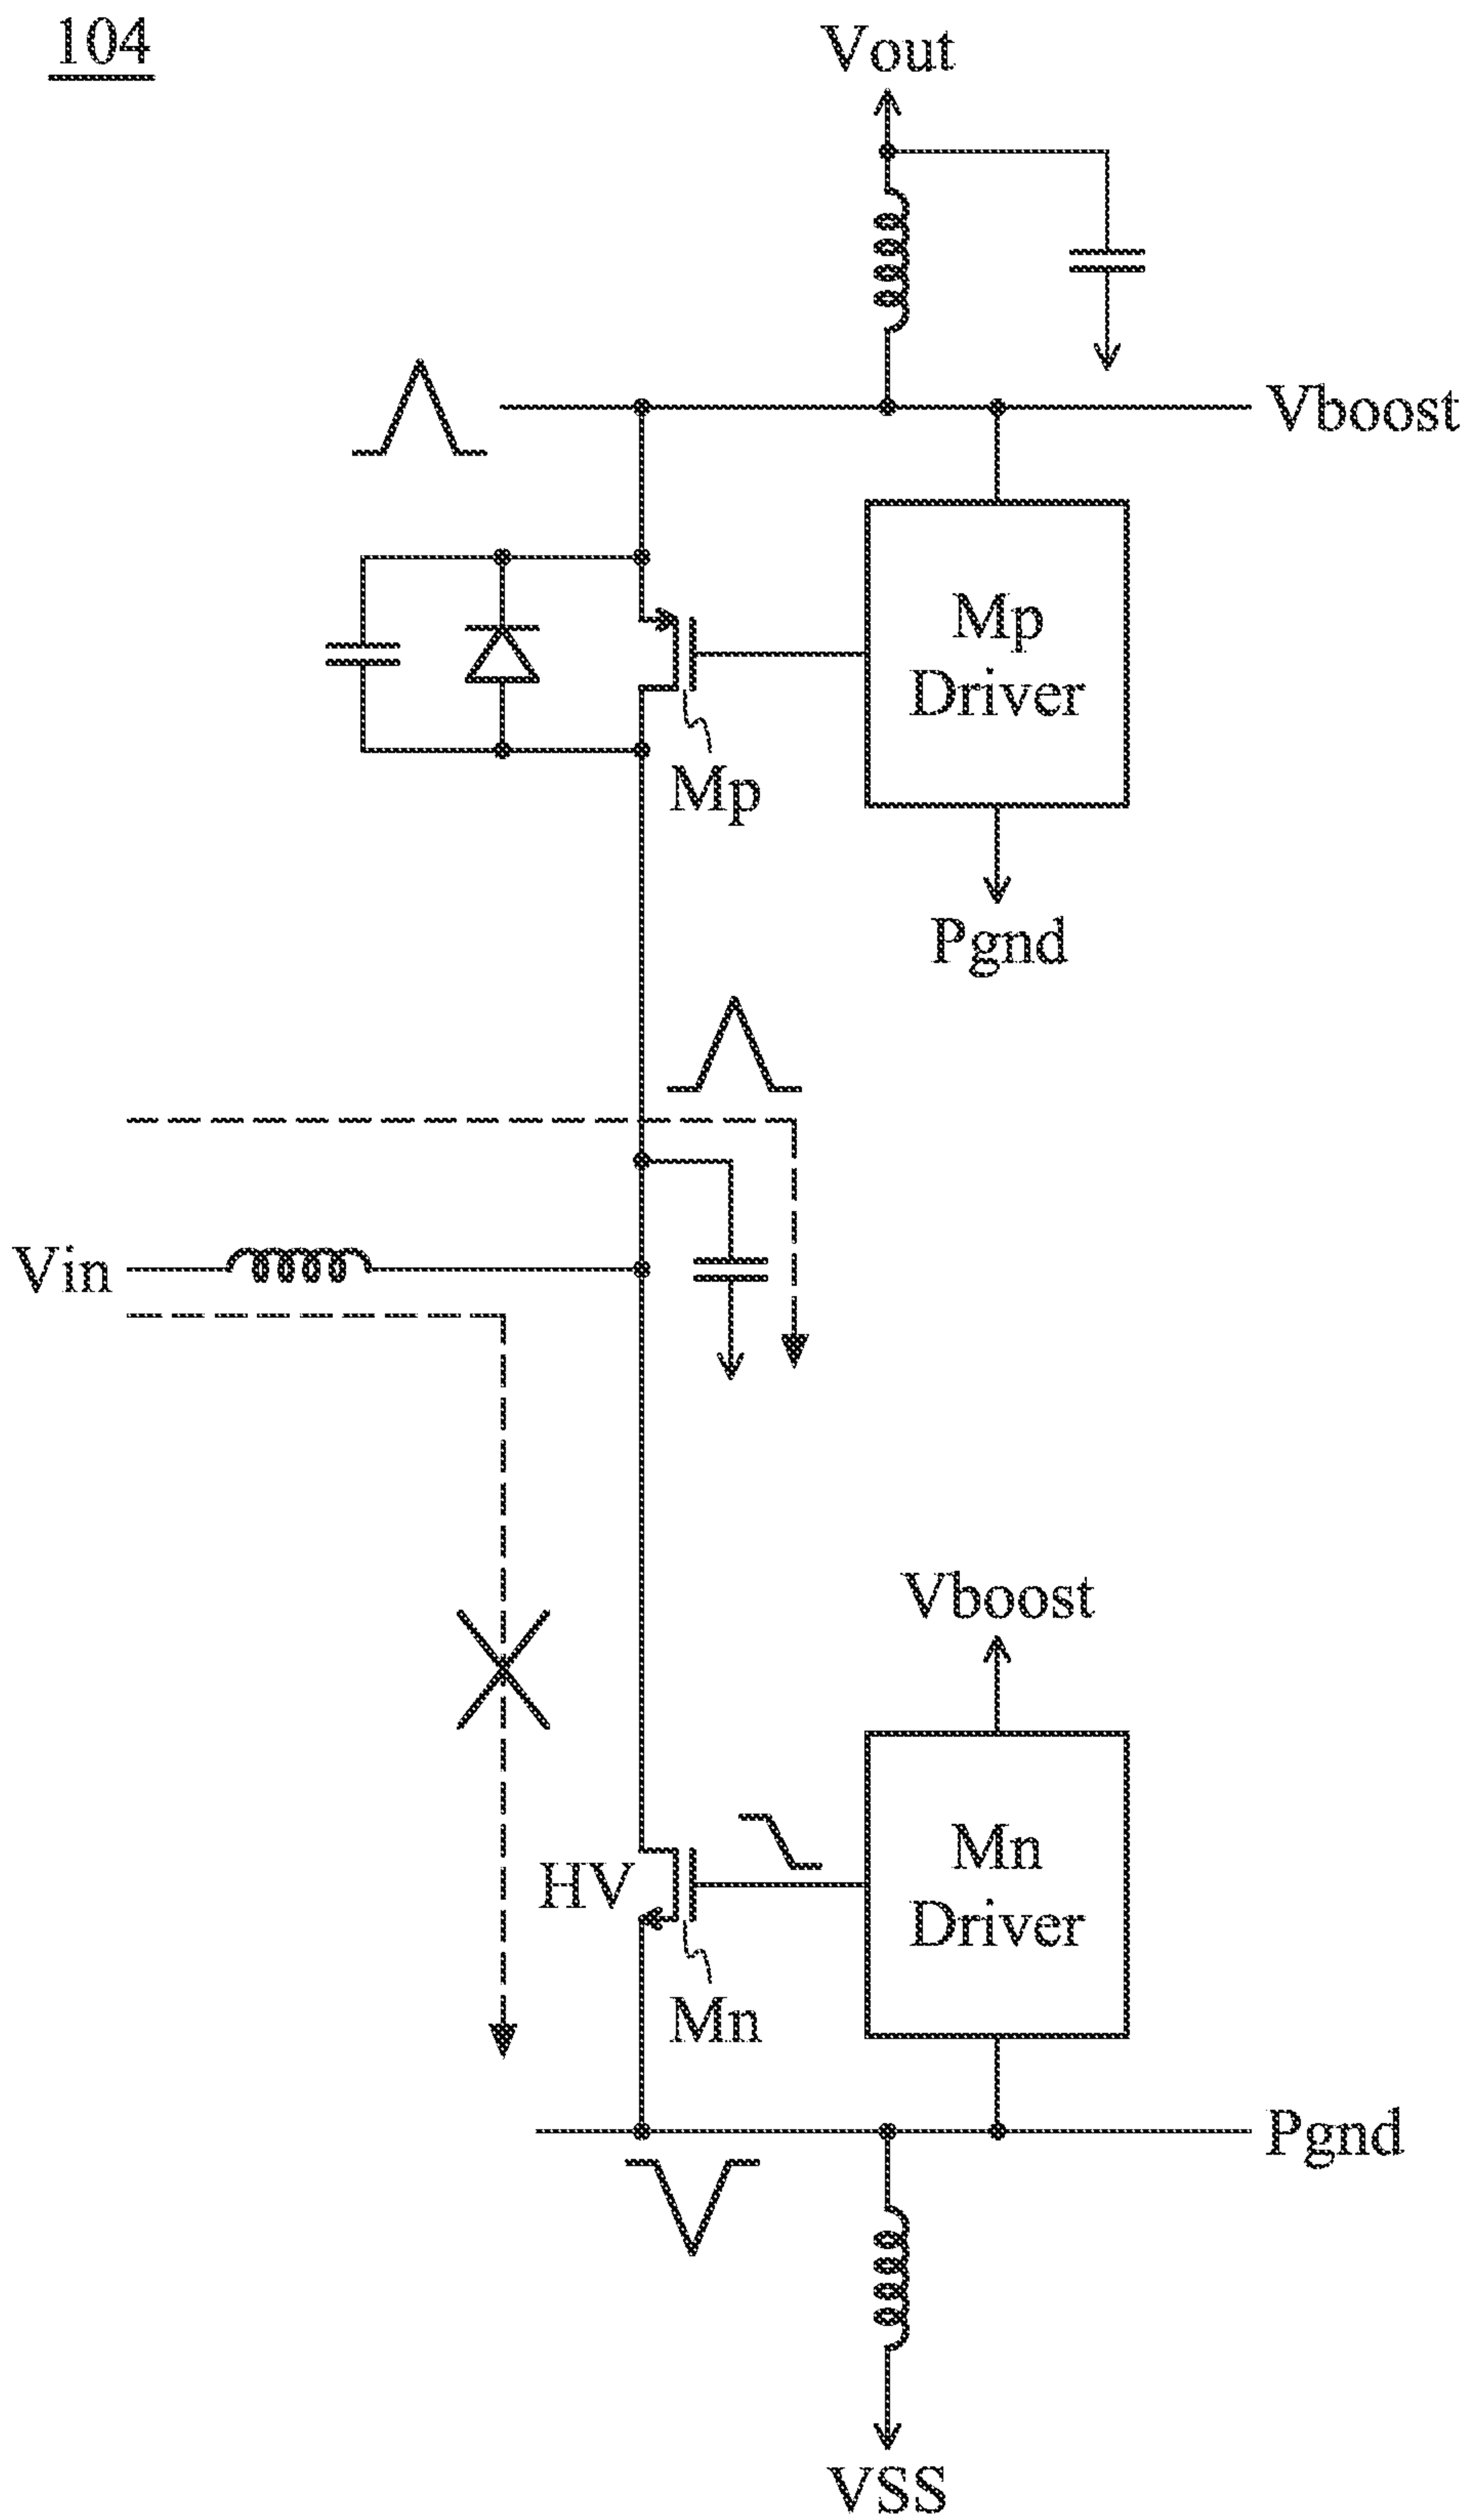 104
Vout
Vboost
Mp
Driver
Mp
Pgnd
Vin
Vboost
HV
Mn
Driver
Mn
Pgnd
VSS